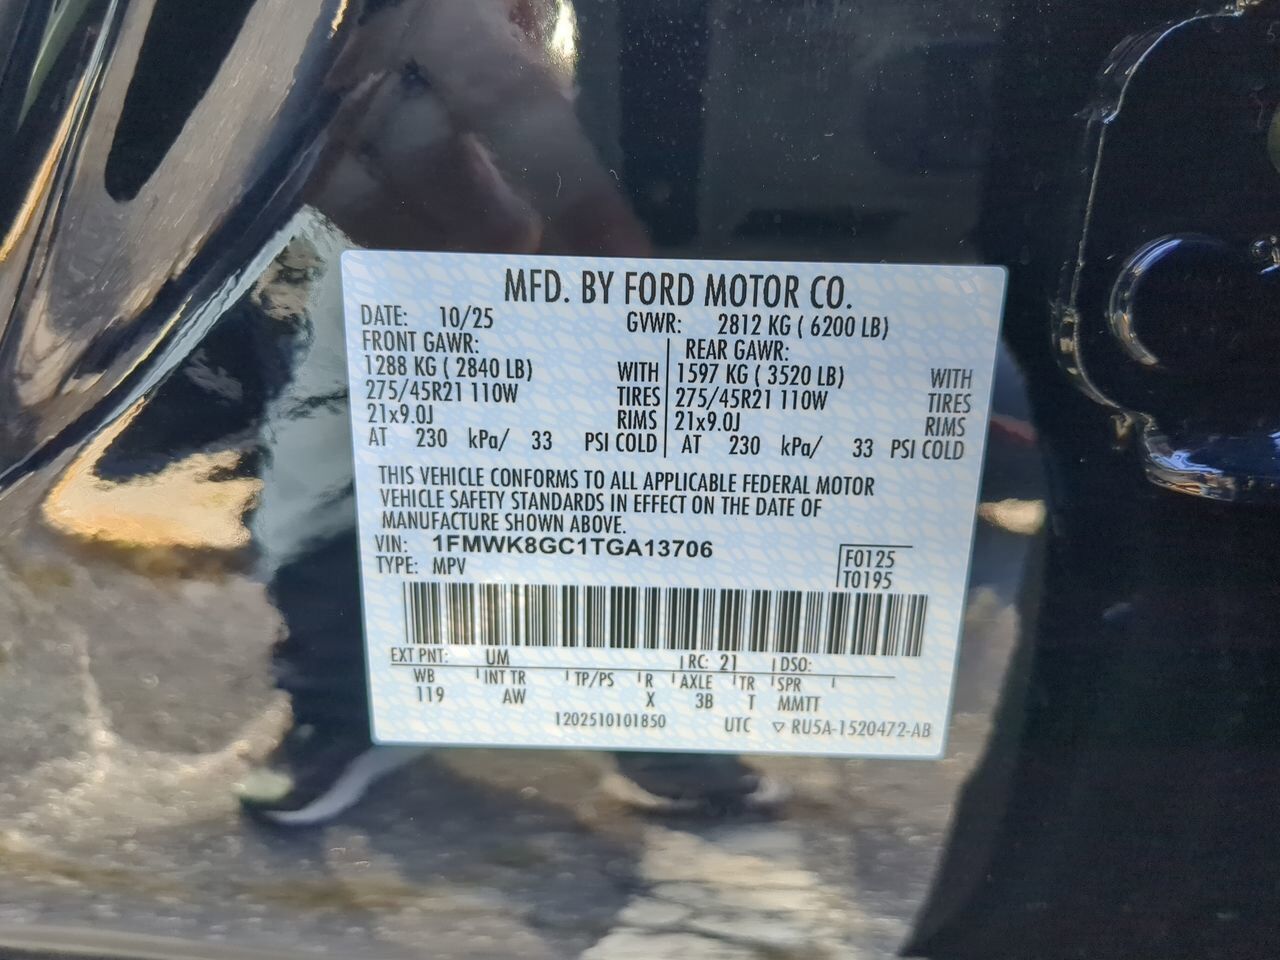 MFD. BY FORD MOTOR CO.
DATE: 10/25 GVWR: 2812 KG ( 6200 LB)
FRONT GAWR: REAR GAWR:
1288 KG ( 2840 LB) WITH 1597 KG ( 3520 LB) WITH
275/45R21 110W TIRES 275/45R21 110W TIRES
21x9.0J RIMS 21x9.0J RIMS
AT 230 kPa/ 33 PSI COLD AT 230 kPa/ 33 PSI COLD
THIS VEHICLE CONFORMS TO ALL APPLICABLE FEDERAL MOTOR
VEHICLE SAFETY STANDARDS IN EFFECT ON THE DATE OF
MANUFACTURE SHOWN ABOVE.
VIN: 1FMWK8GC1TGA13706 F0125
TYPE: MPV T0195
EXT PNT: UM RC: 21 DSO:
WB INT TR TP/PS R AXLE TR SPR
119 AW X 3B T MMTT
1202510101850 UTC ▽ RU5A-1520472-AB